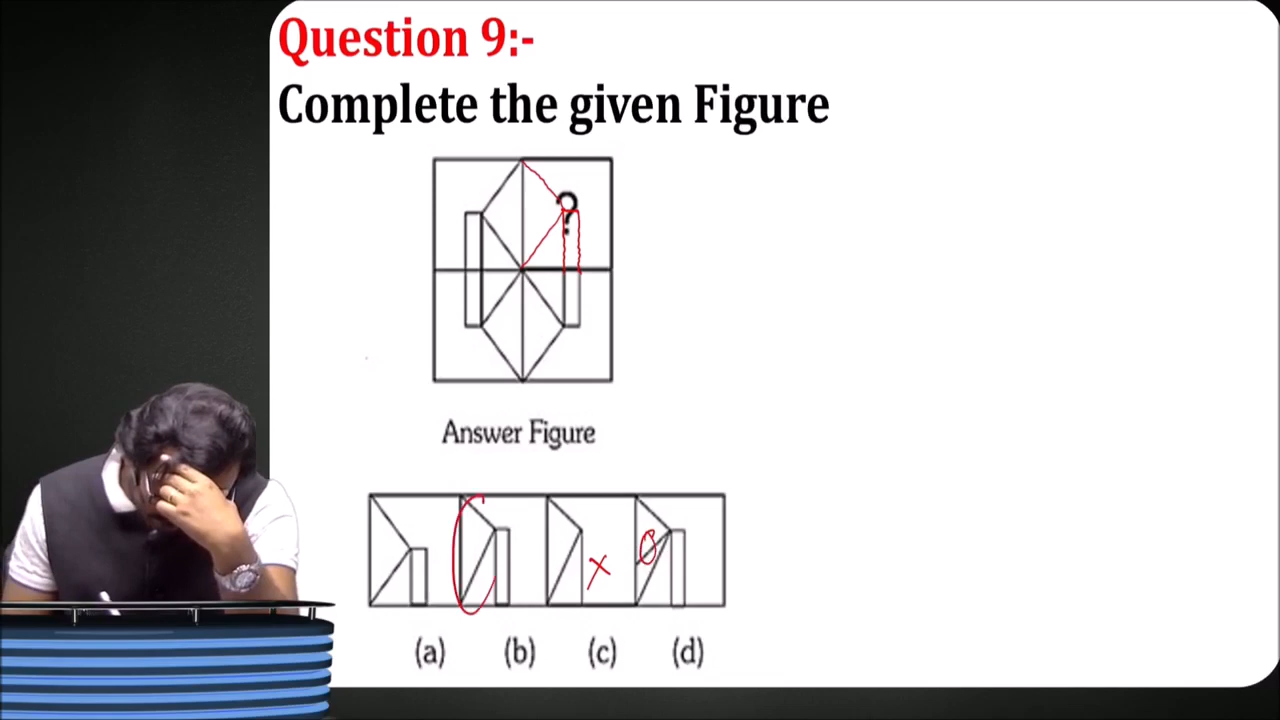 Question 9:-
Complete the given Figure
?
Answer Figure
(a) (b) (c) (d)